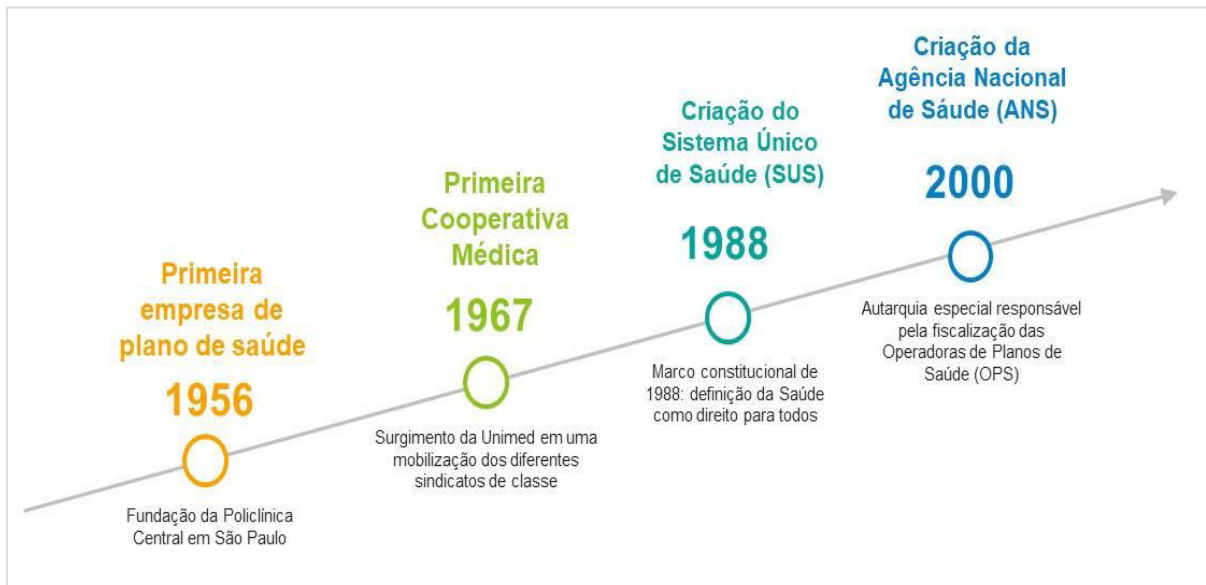 Primeira
empresa de
plano de saúde
1956
Fundação da Policlínica
Central em São Paulo
Primeira
Cooperativa
Médica
1967
Surgimento da Unimed em uma
mobilização dos diferentes
sindicatos de classe
Criação do
Sistema Único
de Saúde (SUS)
1988
Marco constitucional de
1988: definição da Saúde
como direito para todos
Criação da
Agência Nacional
de Sáude (ANS)
2000
Autarquia especial responsável
pela fiscalização das
Operadoras de Planos de
Saúde (OPS)